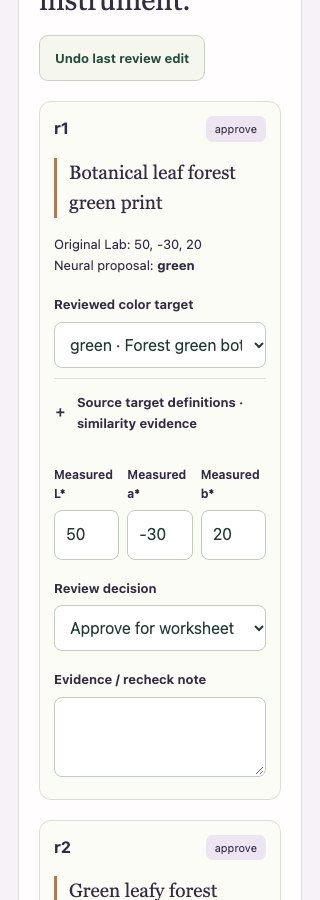 instrument.
Undo last review edit
r1
approve
Botanical leaf forest
green print
Original Lab: 50, -30, 20
Neural proposal: green
Reviewed color target
green · Forest green bot
+
Source target definitions ·
similarity evidence
Measured L*
Measured a*
Measured b*
50
-30
20
Review decision
Approve for worksheet
Evidence / recheck note
r2
approve
Green leafy forest